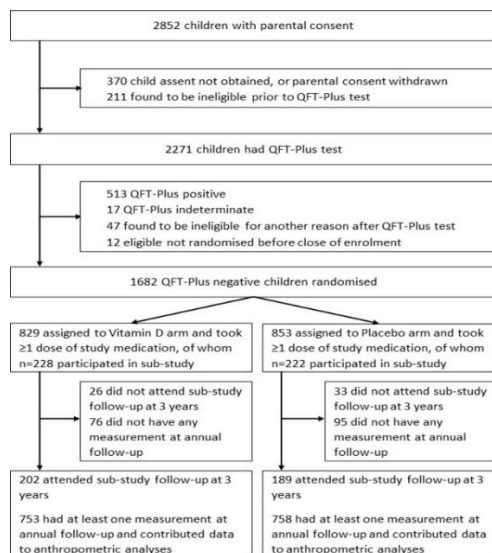 2852 children with parental consent
370 child assent not obtained, or parental consent withdrawn
211 found to be ineligible prior to QFT-Plus test
2271 children had QFT-Plus test
513 QFT-Plus positive
17 QFT-Plus indeterminate
47 found to be ineligible for another reason after QFT-Plus test
12 eligible not randomised before close of enrolment
1682 QFT-Plus negative children randomised
829 assigned to Vitamin D arm and took
≥1 dose of study medication, of whom
n=228 participated in sub-study
853 assigned to Placebo arm and took
≥1 dose of study medication, of whom
n=222 participated in sub-study
26 did not attend sub-study
follow-up at 3 years
76 did not have any
measurement at annual
follow-up
33 did not attend sub-study
follow-up at 3 years
95 did not have any
measurement at annual
follow-up
202 attended sub-study follow-up at 3
years
753 had at least one measurement at
annual follow-up and contributed data
to anthropometric analyses
189 attended sub-study follow-up at 3
years
758 had at least one measurement at
annual follow-up and contributed data
to anthropometric analyses